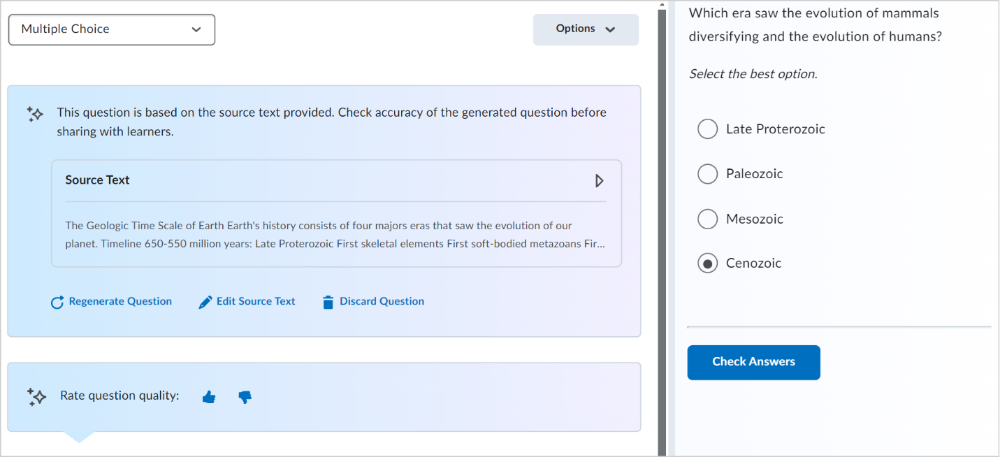 Multiple Choice
Options
This question is based on the source text provided. Check accuracy of the generated question before
sharing with learners.
Source Text
The Geologic Time Scale of Earth Earth's history consists of four majors eras that saw the evolution of our
planet. Timeline 650-550 million years: Late Proterozoic First skeletal elements First soft-bodied metazoans Fir...
Regenerate Question
Edit Source Text
Discard Question
Rate question quality:
Which era saw the evolution of mammals
diversifying and the evolution of humans?
Select the best option.
Late Proterozoic
Paleozoic
Mesozoic
Cenozoic
Check Answers